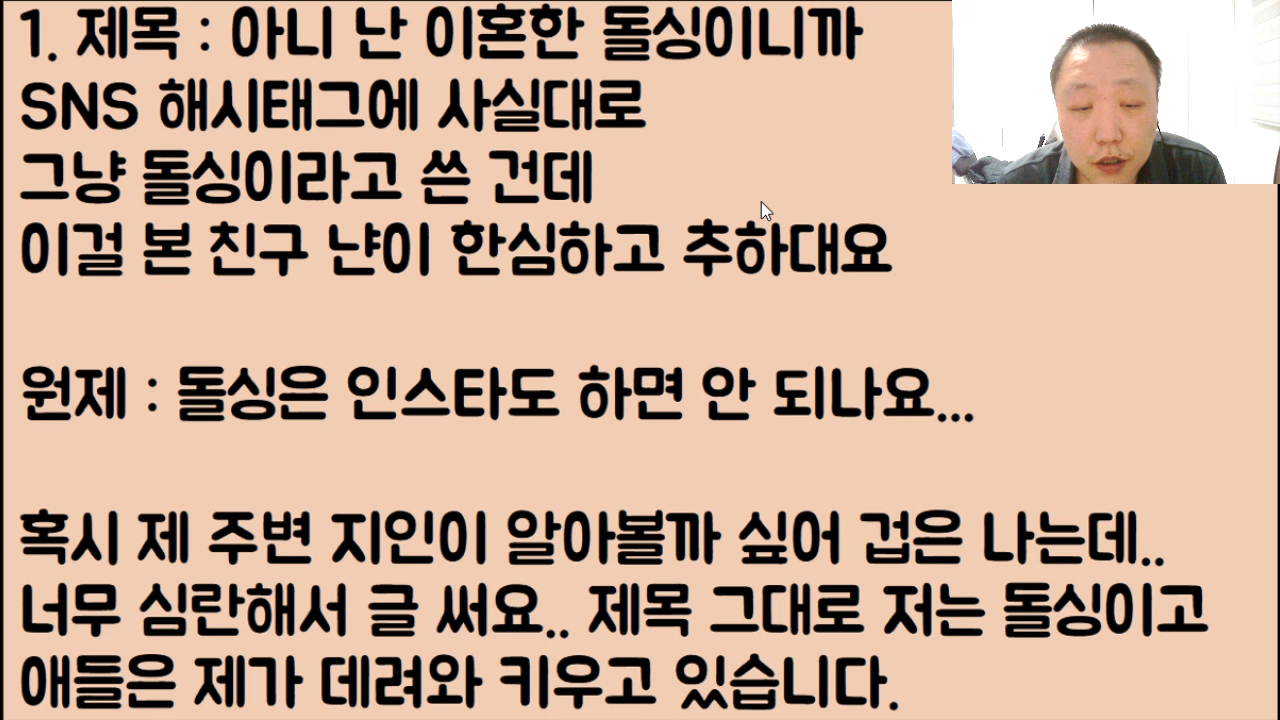 1. 제목 : 아니 난 이혼한 돌싱이니까
SNS 해시태그에 사실대로
그냥 돌싱이라고 쓴 건데
이걸 본 친구 냔이 한심하고 추하대요
원제 : 돌싱은 인스타도 하면 안 되나요...
혹시 제 주변 지인이 알아볼까 싶어 겁은 나는데..
너무 심란해서 글 써요.. 제목 그대로 저는 돌싱이고
애들은 제가 데려와 키우고 있습니다.